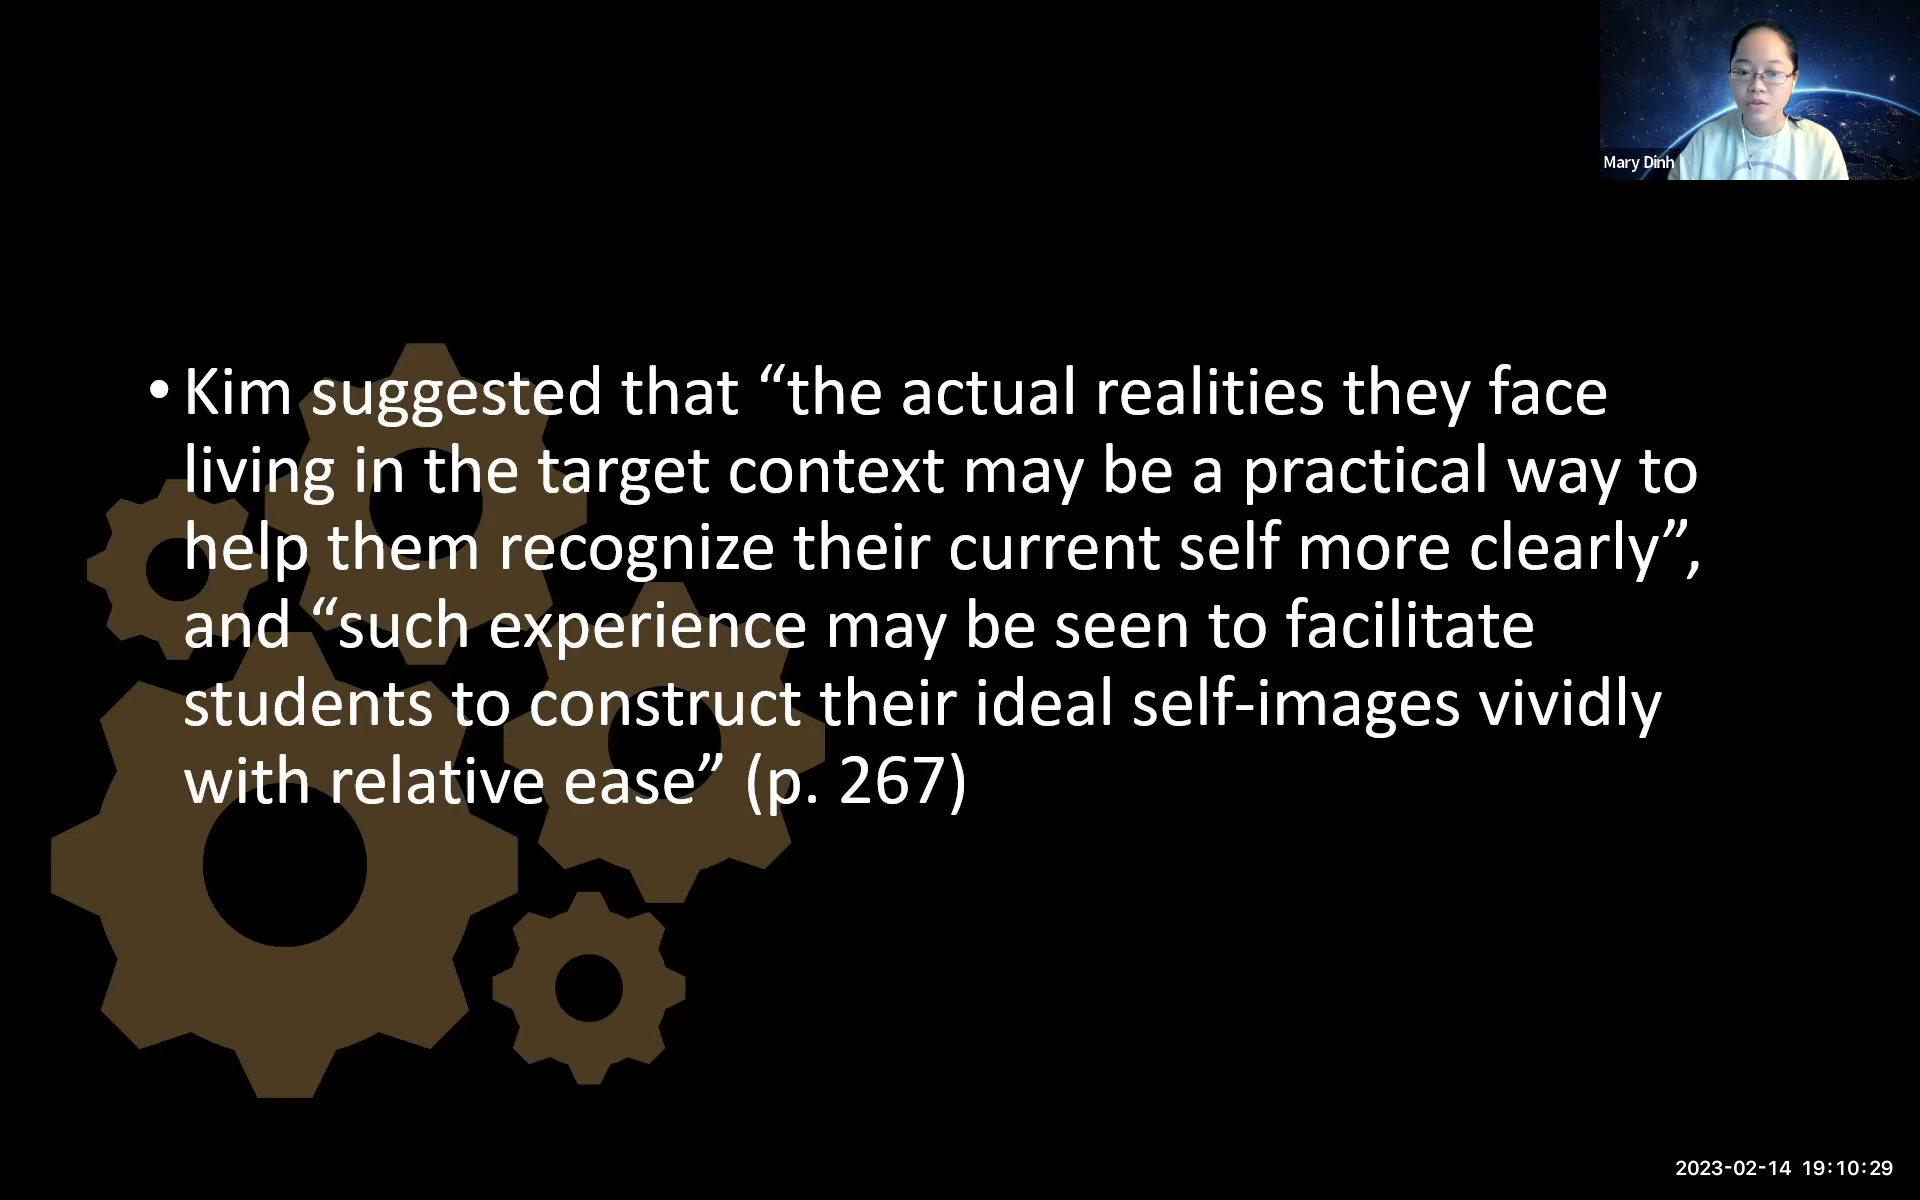 Mary Dinh
• Kim suggested that “the actual realities they face
living in the target context may be a practical way to
help them recognize their current self more clearly”,
and “such experience may be seen to facilitate
students to construct their ideal self-images vividly
with relative ease” (p. 267)
2023-02-14 19:10:29